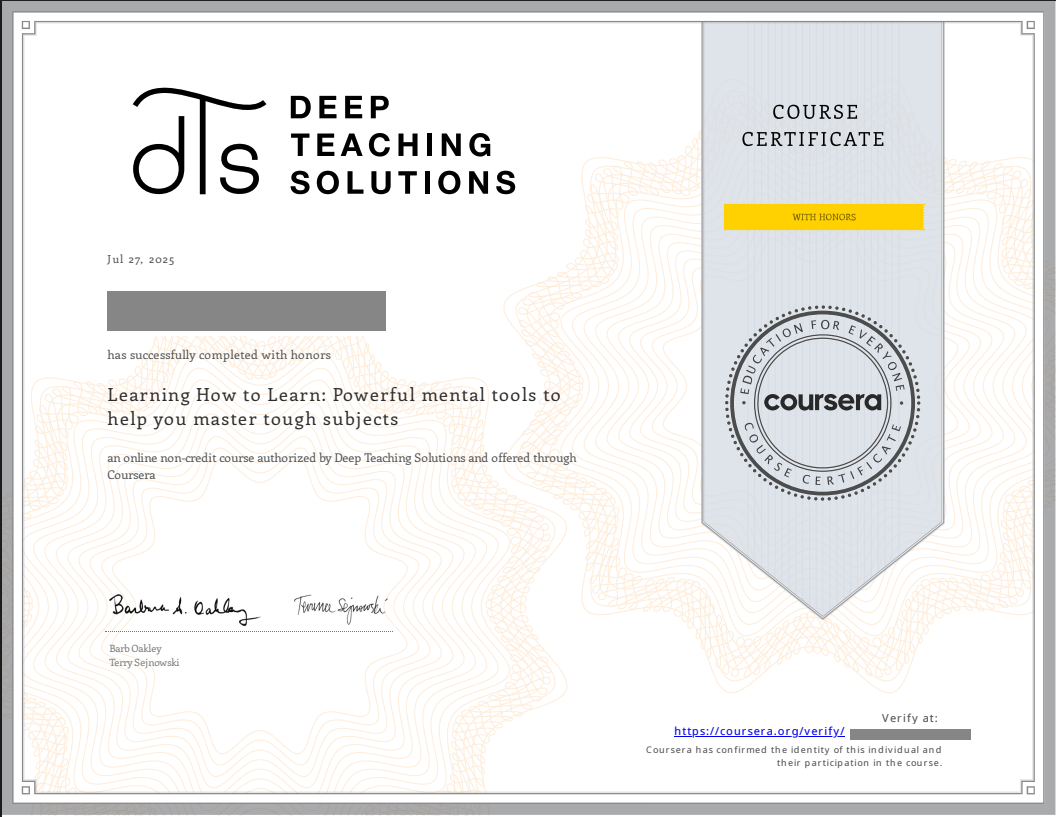 dTs
DEEP
TEACHING
SOLUTIONS
COURSE
CERTIFICATE
WITH HONORS
Jul 27, 2025
has successfully completed with honors
Learning How to Learn: Powerful mental tools to
help you master tough subjects
an online non-credit course authorized by Deep Teaching Solutions and offered through
Coursera
EDUCATION FOR EVERYONE
coursera
COURSE CERTIFICATE
Barbara A. Oakley
Terrence Sejnowski
Barb Oakley
Terry Sejnowski
Verify at:
https://coursera.org/verify/
Coursera has confirmed the identity of this individual and
their participation in the course.